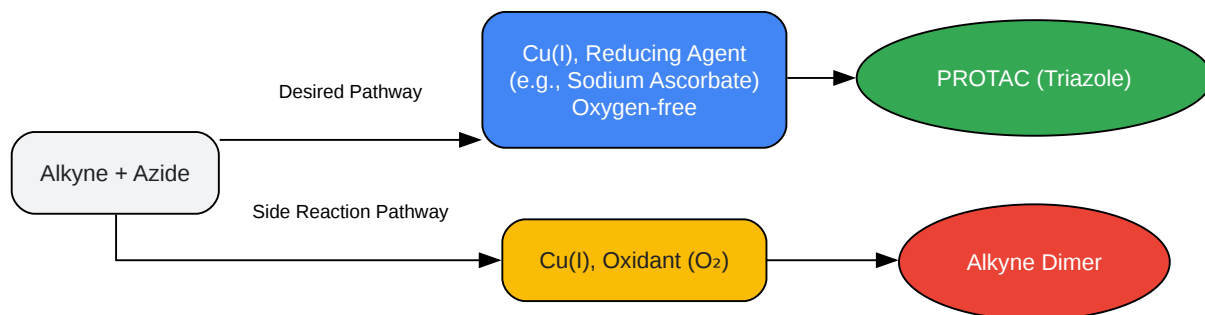 Alkyne + Azide
Desired Pathway
Cu(I), Reducing Agent
(e.g., Sodium Ascorbate)
Oxygen-free
PROTAC (Triazole)
Side Reaction Pathway
Cu(I), Oxidant (O₂)
Alkyne Dimer